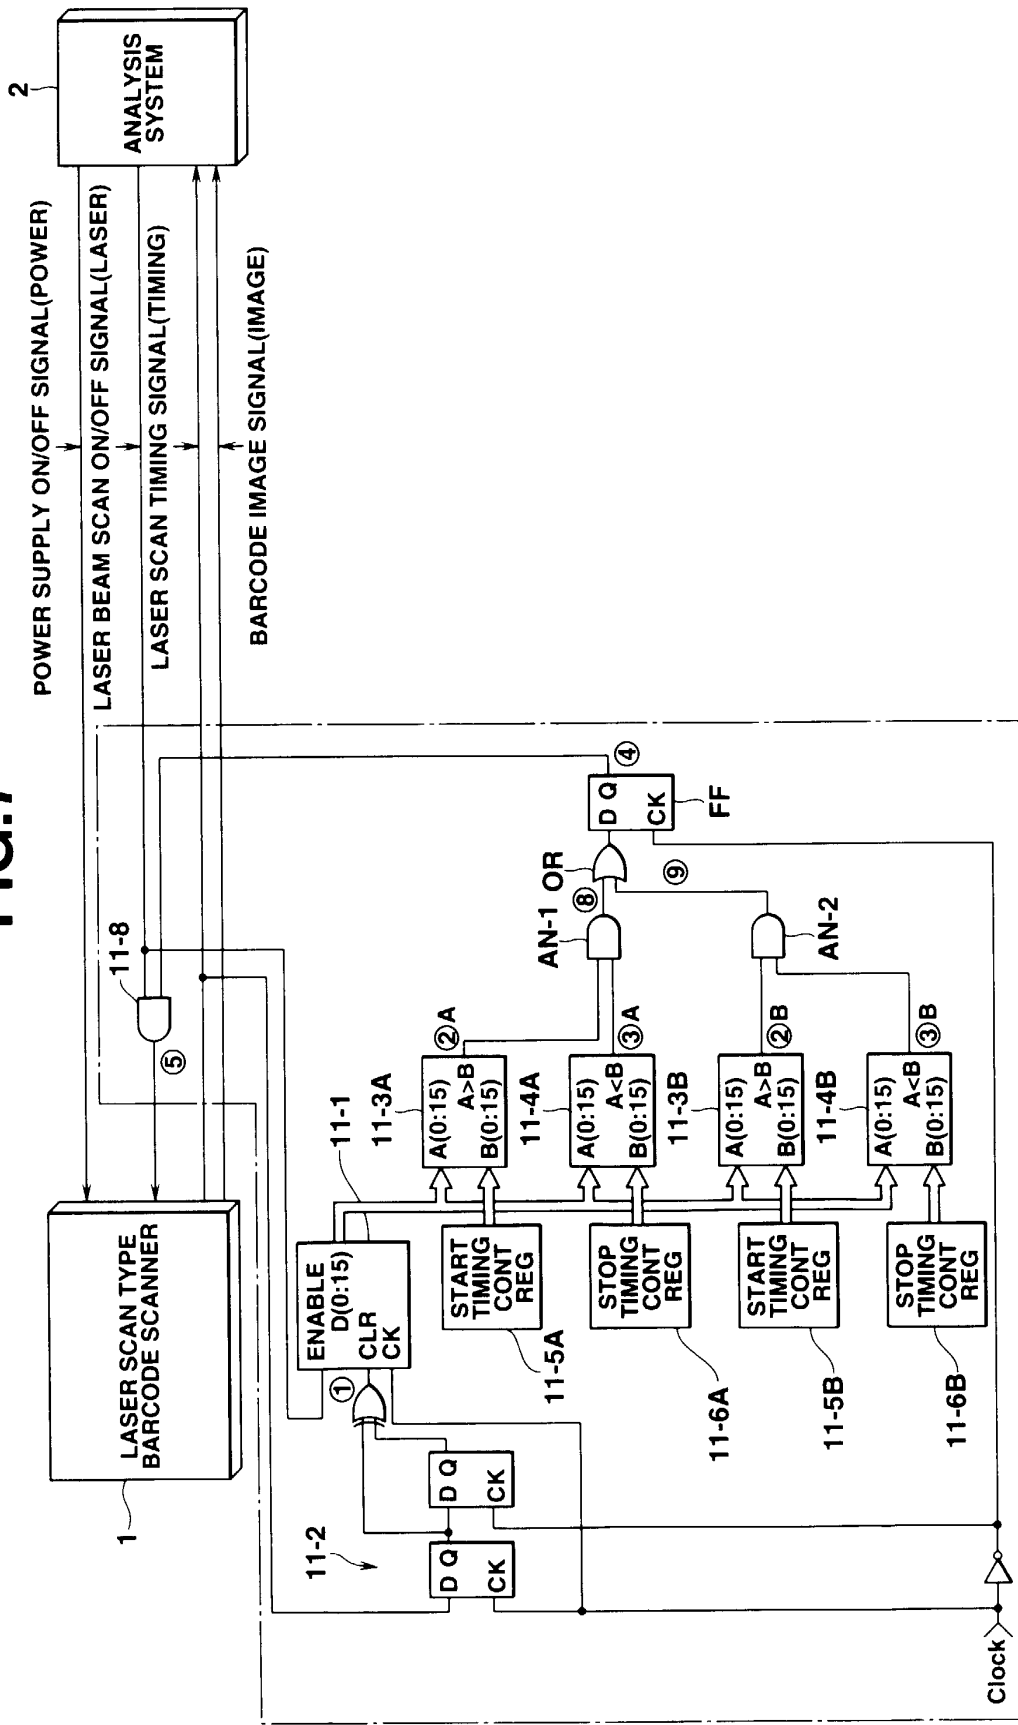 FIG.7
LASER SCAN TYPE
BARCODE SCANNER
1
POWER SUPPLY ON/OFF SIGNAL(POWER)
LASER BEAM SCAN ON/OFF SIGNAL(LASER)
LASER SCAN TIMING SIGNAL(TIMING)
BARCODE IMAGE SIGNAL(IMAGE)
2
ANALYSIS
SYSTEM
11-8
⑤
11-2
D Q
CK
D Q
CK
①
ENABLE
D(0:15)
CLR
CK
11-1
11-3A
A(0:15)
A>B
B(0:15)
②A
START
TIMING
CONT
REG
11-5A
11-4A
A(0:15)
A<B
B(0:15)
③A
STOP
TIMING
CONT
REG
11-6A
11-3B
A(0:15)
A>B
B(0:15)
②B
START
TIMING
CONT
REG
11-5B
11-4B
A(0:15)
A<B
B(0:15)
③B
STOP
TIMING
CONT
REG
11-6B
AN-1
⑧
OR
⑨
AN-2
D Q
CK
④
FF
Clock